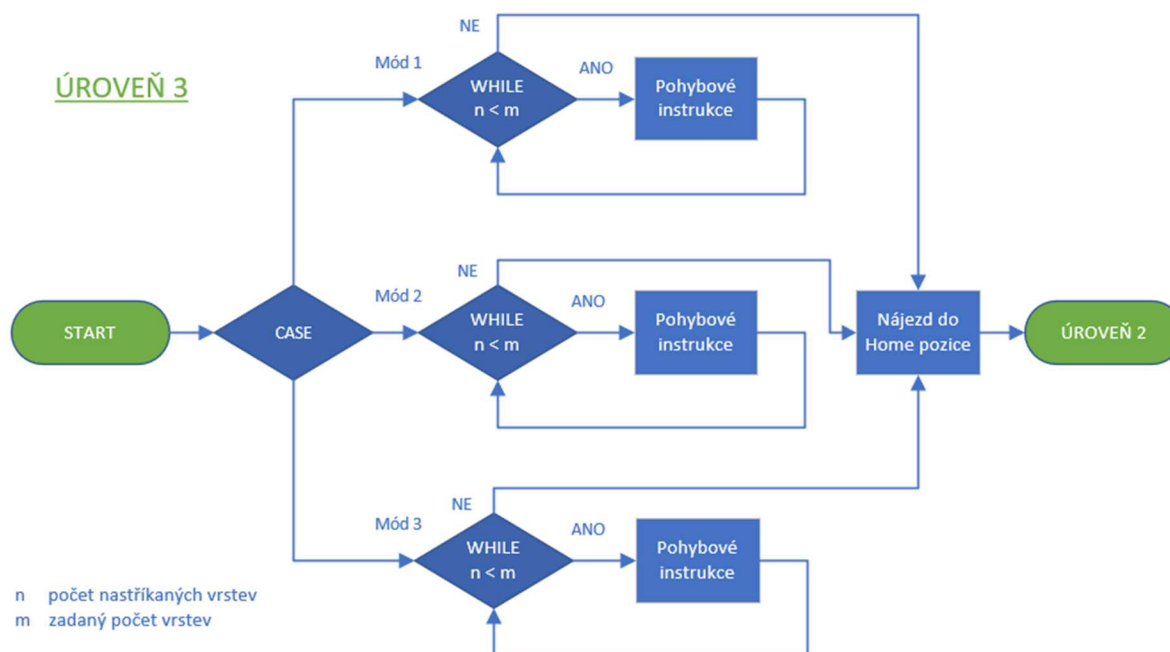 ÚROVEŇ 3
NE
Mód 1
WHILE
n < m
ANO
Pohybové
instrukce
START
CASE
NE
Mód 2
WHILE
n < m
ANO
Pohybové
instrukce
Nájezd do
Home pozice
ÚROVEŇ 2
NE
Mód 3
WHILE
n < m
ANO
Pohybové
instrukce
n počet nastříkaných vrstev
m zadaný počet vrstev